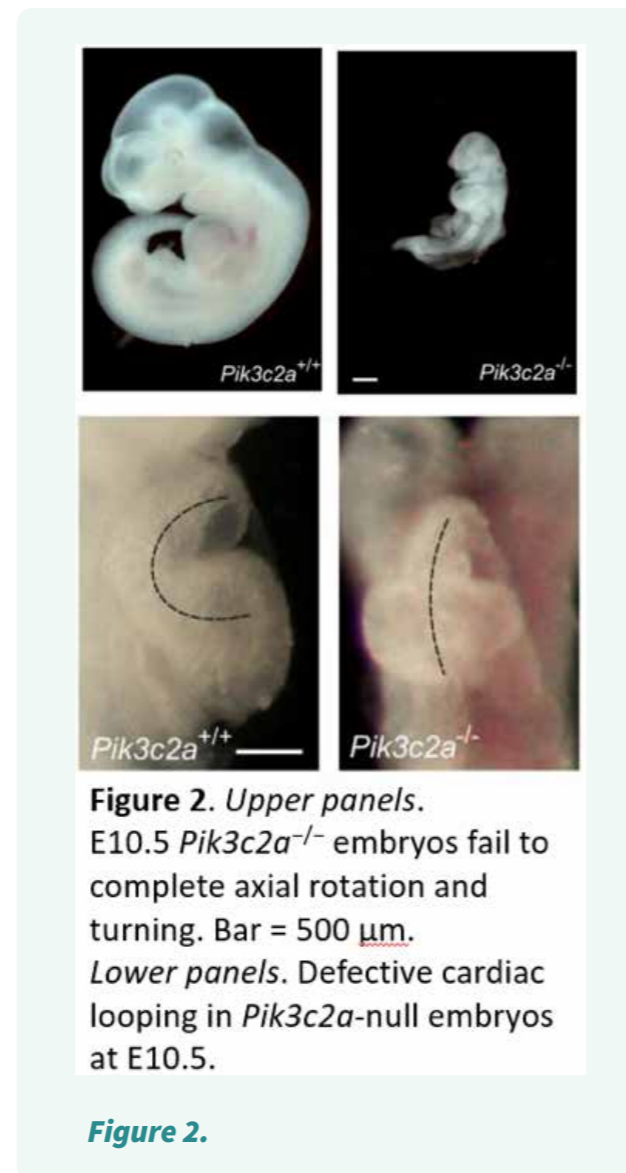 Pik3c2a+/+
Pik3c2a-/-
Pik3c2a+/+
Pik3c2a-/-
Figure 2. Upper panels.
E10.5 Pik3c2a−/− embryos fail to
complete axial rotation and
turning. Bar = 500 μm.
Lower panels. Defective cardiac
looping in Pik3c2a-null embryos
at E10.5.
Figure 2.